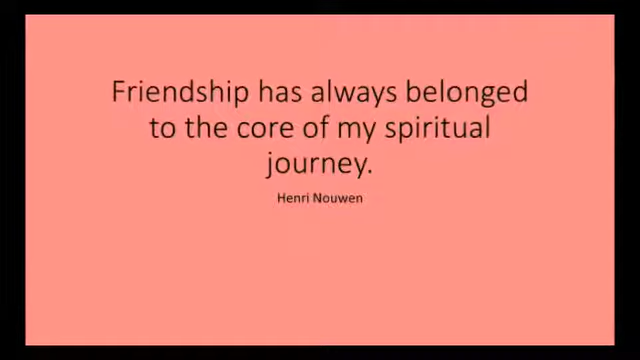 Friendship has always belonged
to the core of my spiritual
journey.
Henri Nouwen